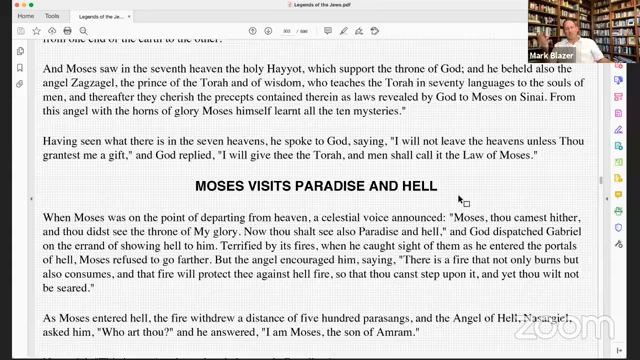 Legends of the Jews.pdf
Home
Tools
Legends of the Jews.pdf
303
Mark Blazer
from one end of the earth to the other.
And Moses saw in the seventh heaven the holy Hayyot, which support the throne of God; and he beheld also the
angel Zagzagel, the prince of the Torah and of wisdom, who teaches the Torah in seventy languages to the souls of
men, and thereafter they cherish the precepts contained therein as laws revealed by God to Moses on Sinai. From
this angel with the horns of glory Moses himself learnt all the ten mysteries."
Having seen what there is in the seven heavens, he spoke to God, saying, "I will not leave the heavens unless Thou
grantest me a gift," and God replied, "I will give thee the Torah, and men shall call it the Law of Moses."
MOSES VISITS PARADISE AND HELL
When Moses was on the point of departing from heaven, a celestial voice announced: "Moses, thou camest hither,
and thou didst see the throne of My glory. Now thou shalt see also Paradise and hell," and God dispatched Gabriel
on the errand of showing hell to him. Terrified by its fires, when he caught sight of them as he entered the portals
of hell, Moses refused to go farther. But the angel encouraged him, saying, "There is a fire that not only burns but
also consumes, and that fire will protect thee against hell fire, so that thou canst step upon it, and yet thou wilt not
be seared."
As Moses entered hell, the fire withdrew a distance of five hundred parasangs, and the Angel of Hell, Nasargiel,
asked him, "Who art thou?" and he answered, "I am Moses, the son of Amram."
zoom